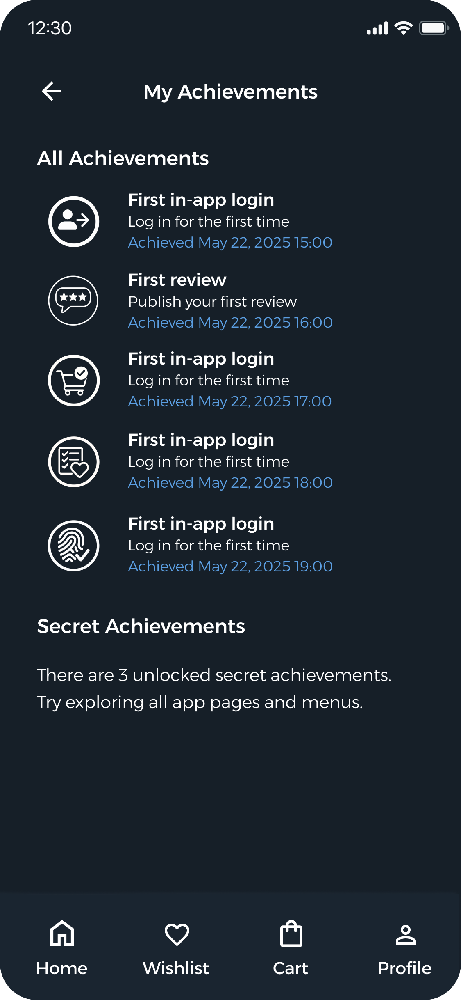 12:30
My Achievements
All Achievements
First in-app login
Log in for the first time
Achieved May 22, 2025 15:00
First review
Publish your first review
Achieved May 22, 2025 16:00
First in-app login
Log in for the first time
Achieved May 22, 2025 17:00
First in-app login
Log in for the first time
Achieved May 22, 2025 18:00
First in-app login
Log in for the first time
Achieved May 22, 2025 19:00
Secret Achievements
There are 3 unlocked secret achievements.
Try exploring all app pages and menus.
Home Wishlist Cart Profile